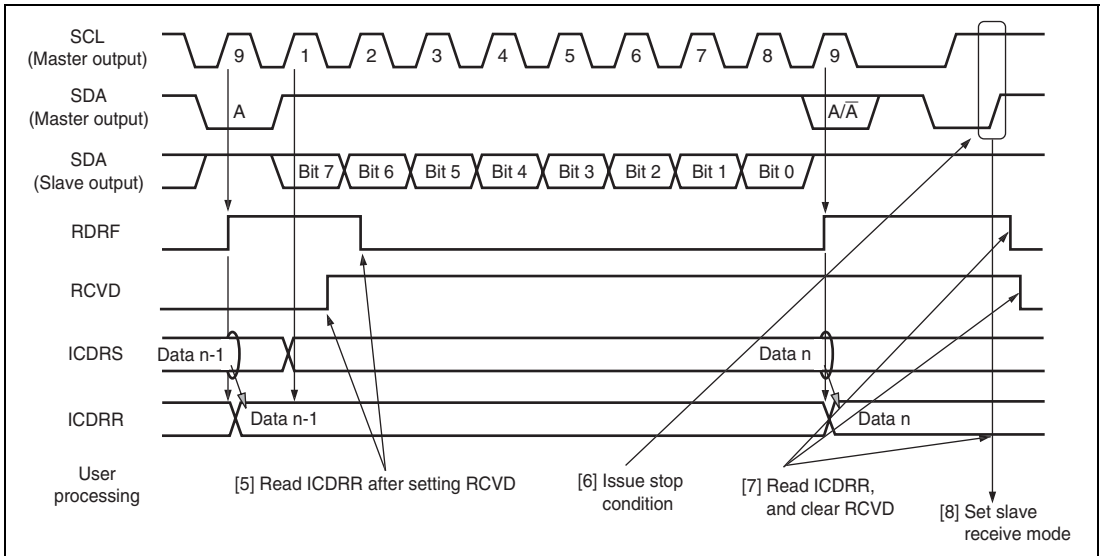 SCL
(Master output)
9 1 2 3 4 5 6 7 8 9
SDA
(Master output)
A A/A̅
SDA
(Slave output)
Bit 7 Bit 6 Bit 5 Bit 4 Bit 3 Bit 2 Bit 1 Bit 0
RDRF
RCVD
ICDRS
Data n-1 Data n
ICDRR
Data n-1 Data n
User
processing
[5] Read ICDRR after setting RCVD
[6] Issue stop
condition
[7] Read ICDRR,
and clear RCVD
[8] Set slave
receive mode